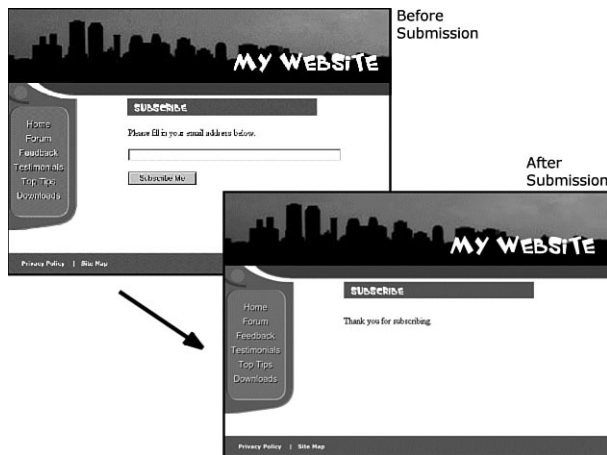 Before
Submission
MY WEBSITE
SUBSCRIBE
Please fill in your email address below.
Subscribe Me
Home
Forum
Feedback
Testimonials
Top Tips
Downloads
Privacy Policy | Site Map
After
Submission
MY WEBSITE
SUBSCRIBE
Thank you for subscribing.
Home
Forum
Feedback
Testimonials
Top Tips
Downloads
Privacy Policy | Site Map